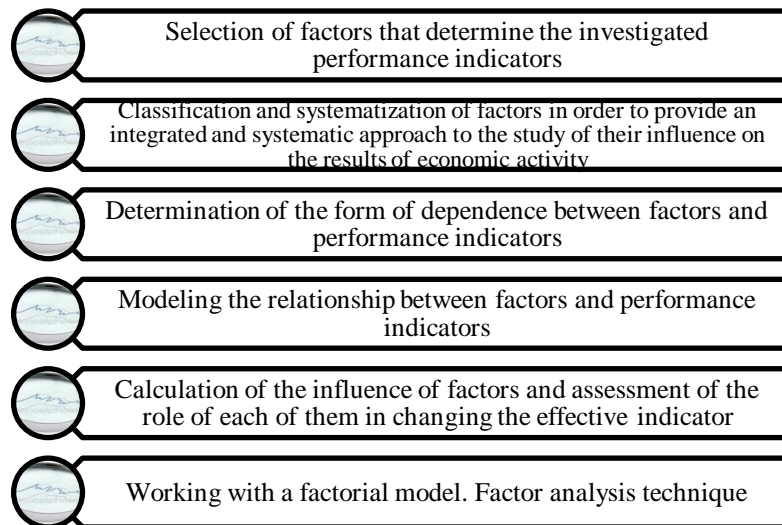 Selection of factors that determine the investigated
performance indicators
Classification and systematization of factors in order to provide an
integrated and systematic approach to the study of their influence on
the results of economic activity
Determination of the form of dependence between factors and
performance indicators
Modeling the relationship between factors and performance
indicators
Calculation of the influence of factors and assessment of the
role of each of them in changing the effective indicator
Working with a factorial model. Factor analysis technique